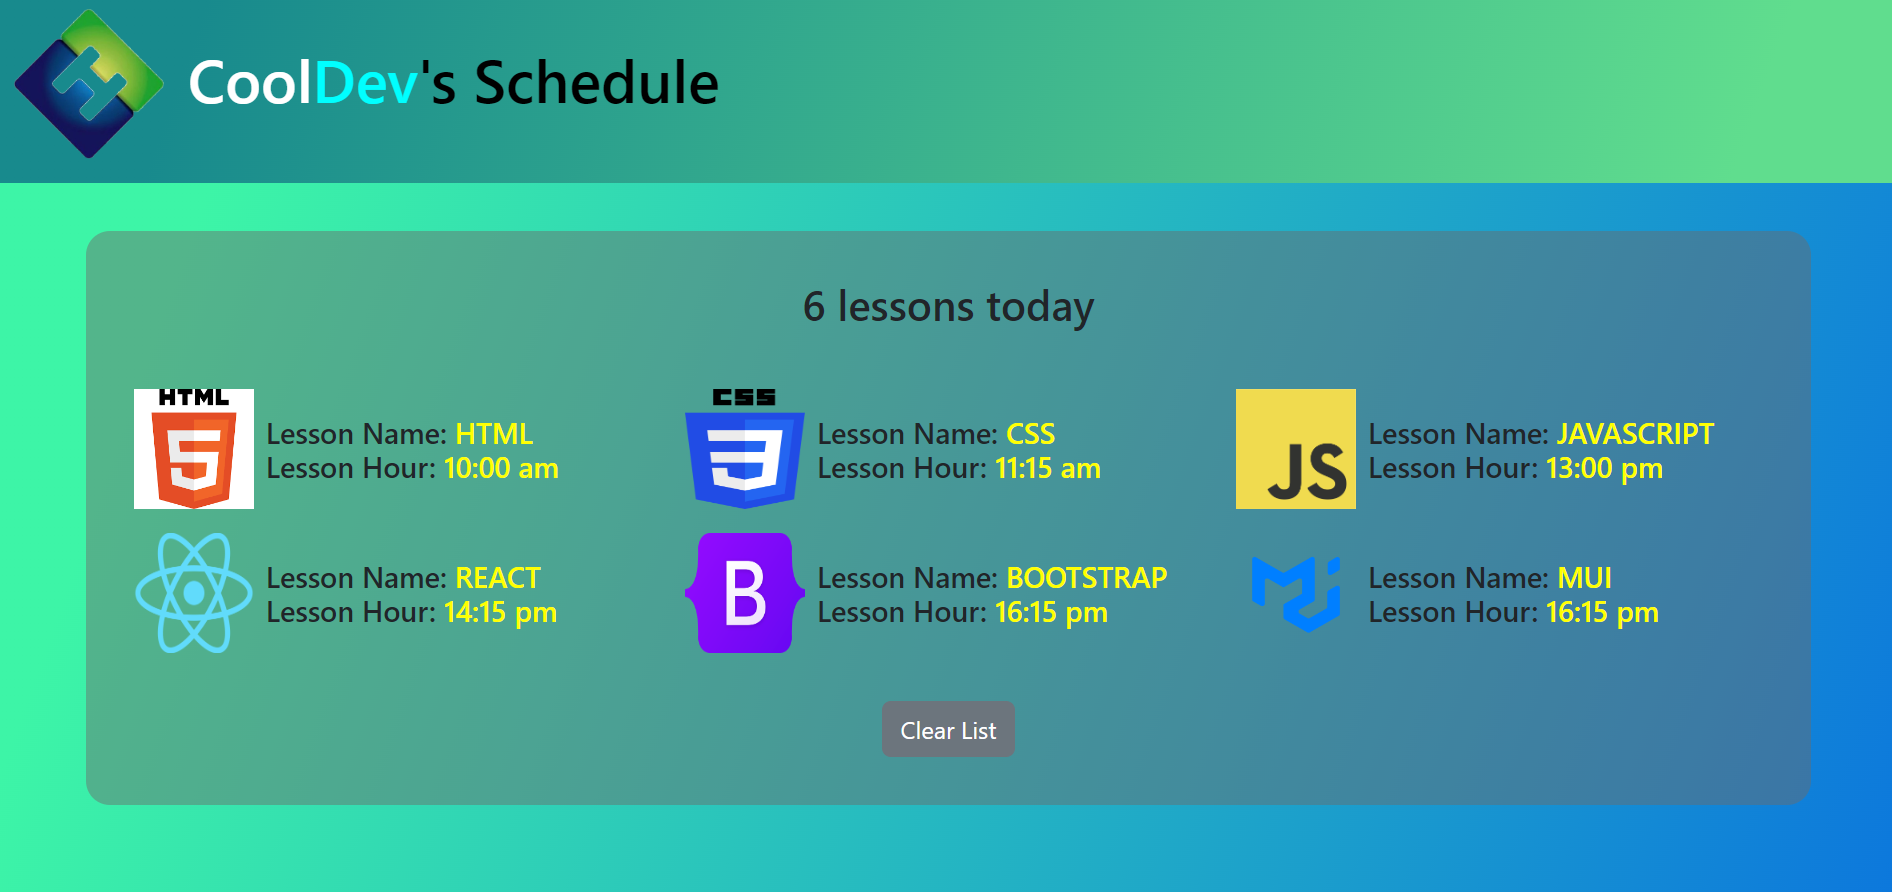 CoolDev's Schedule
6 lessons today
HTML
Lesson Name: HTML
Lesson Hour: 10:00 am
CSS
Lesson Name: CSS
Lesson Hour: 11:15 am
JS
Lesson Name: JAVASCRIPT
Lesson Hour: 13:00 pm
Lesson Name: REACT
Lesson Hour: 14:15 pm
B
Lesson Name: BOOTSTRAP
Lesson Hour: 16:15 pm
Lesson Name: MUI
Lesson Hour: 16:15 pm
Clear List